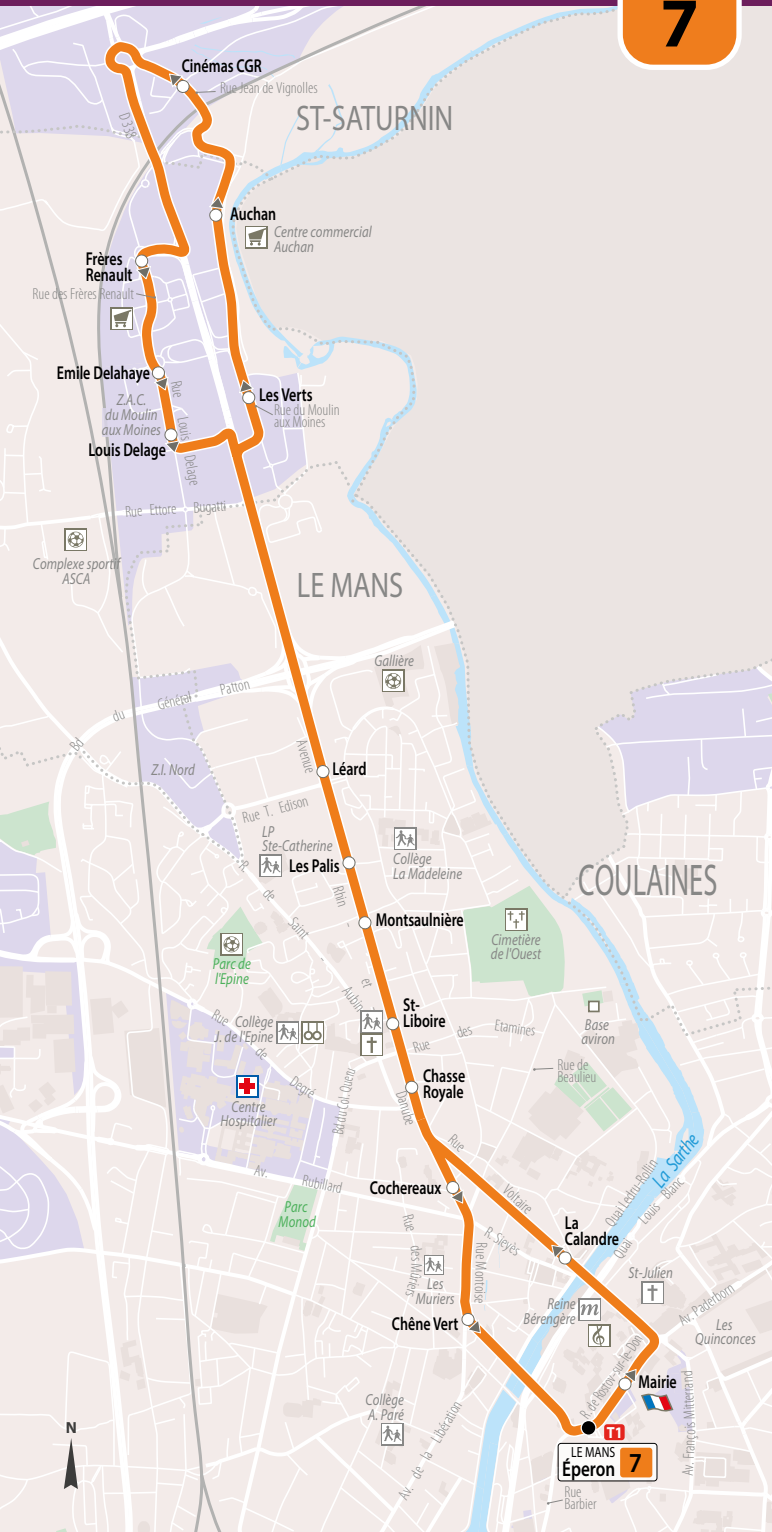 7
Cinémas CGR
Rue Jean de Vignolles
ST-SATURNIN
D 338
Auchan
Centre commercial
Auchan
Frères
Renault
Rue des Frères Renault
Emile Delahaye
Rue Louis Delage
Z.A.C.
du Moulin
aux Moines
Les Verts
Rue du Moulin
aux Moines
Louis Delage
Rue Ettore Bugatti
Complexe sportif
ASCA
LE MANS
Gallière
Bd du Général Patton
Z.I. Nord
Avenue Rhin et Danube
Léard
Rue T. Edison
LP
Ste-Catherine
Les Palis
Collège
La Madeleine
COULAINES
R. de Saint Aubin
Montsaulnière
Cimetière
de l'Ouest
Parc de
l'Epine
St-
Liboire
Rue des Etamines
Base
aviron
Collège
J. de l'Epine
Rue de Degré
Rue de
Beaulieu
Chasse
Royale
Centre
Hospitalier
Bd du Col. Quetu
Av. Rubillard
Rue Voltaire
Cochereaux
Parc
Monod
Rue des Muriers
R. Sieyès
Rue Montoise
La
Calandre
Quai Ledru-Rollin
La Sarthe
Quai Louis Blanc
Les
Muriers
St-Julien
Av. Paderborn
Reine
Bérengère
m
Les
Quinconces
Chêne Vert
R. de Rostov-sur-le-Don
Mairie
Av. François Mitterrand
Collège
A. Paré
Av. de la Libération
T1
LE MANS
Éperon 7
Rue
Barbier
N